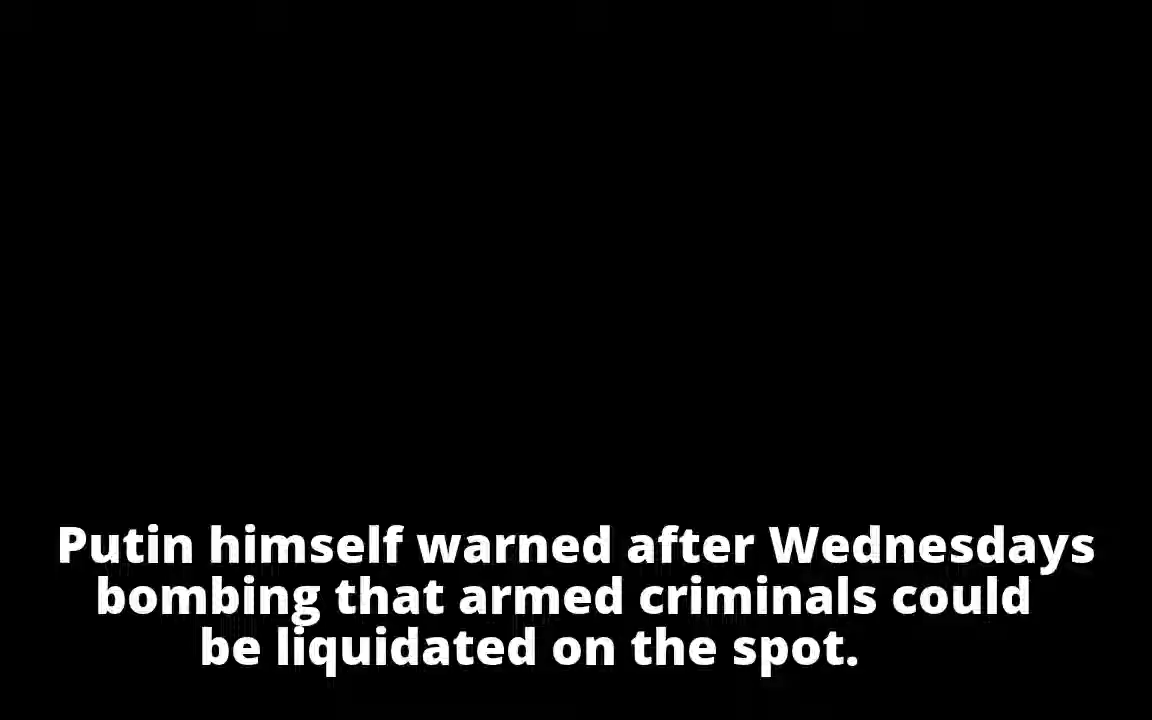 Putin himself warned after Wednesdays
bombing that armed criminals could
be liquidated on the spot.